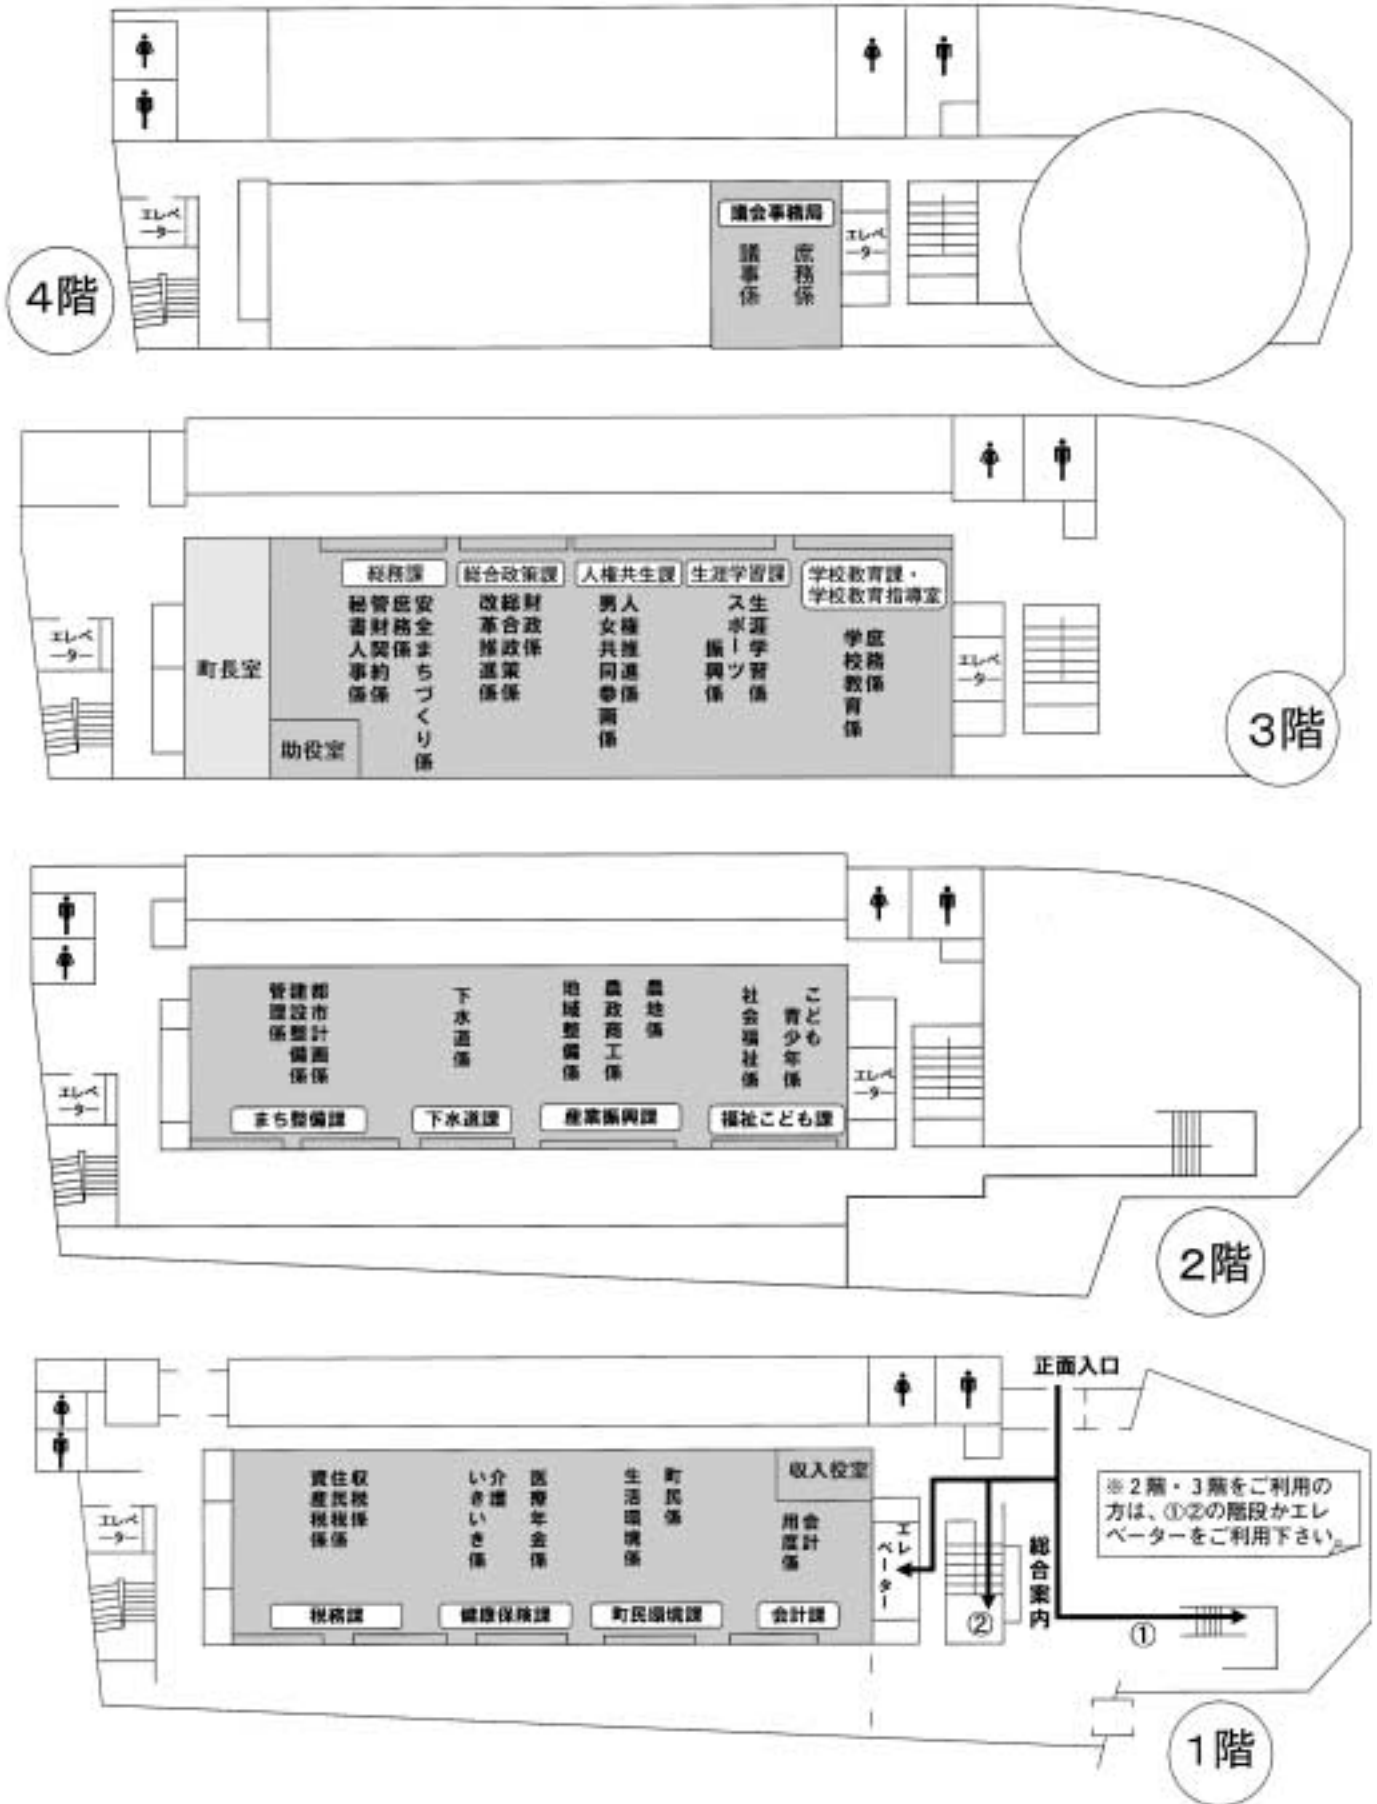 エレベ
ーター
4階
議会事務局
議事係
庶務係
エレベ
ーター
総務課
総合政策課
人権共生課
生涯学習課
学校教育課・
学校教育指導室
秘書人事係
管財契約係
庶務係
安全まちづくり係
改革推進係
総合政策係
財政係
男女共同参画係
人権推進係
スポーツ
振興係
生涯学習係
学校教育係
庶務係
エレベ
ーター
町長室
助役室
エレベ
ーター
3階
管理係
建設整備係
都市計画係
下水道係
地域整備係
農政商工係
農地係
社会福祉係
こども
青少年係
エレベ
ーター
まち整備課
下水道課
産業振興課
福祉こども課
エレベ
ーター
2階
正面入口
収入役室
資産税係
住民税係
収税係
いきいき係
介護
医療年金係
生活環境係
町民係
用度係
会計
エレ
ベーター
エレベ
ーター
※2階・3階をご利用の
方は、①②の階段かエレ
ベーターをご利用下さい。
総合案内
税務課
健康保険課
町民環境課
会計課
②
①
1階